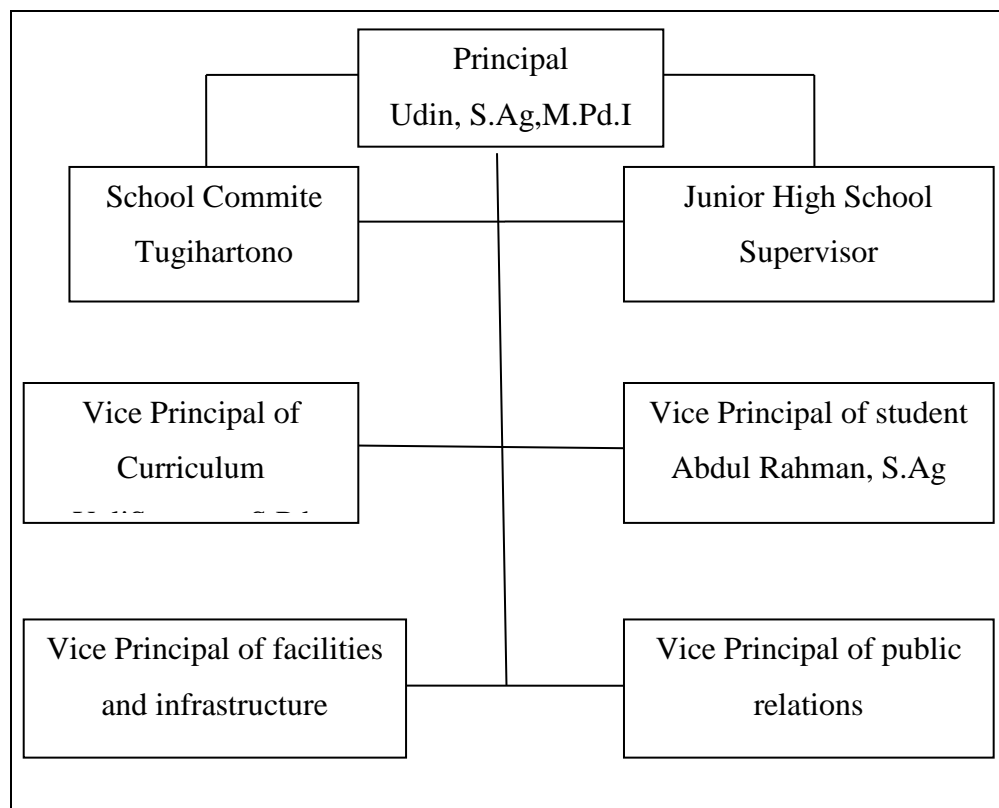 Principal
Udin, S.Ag,M.Pd.I
School Commite
Tugihartono
Junior High School
Supervisor
Vice Principal of
Curriculum
Vice Principal of student
Abdul Rahman, S.Ag
Vice Principal of facilities
and infrastructure
Vice Principal of public
relations